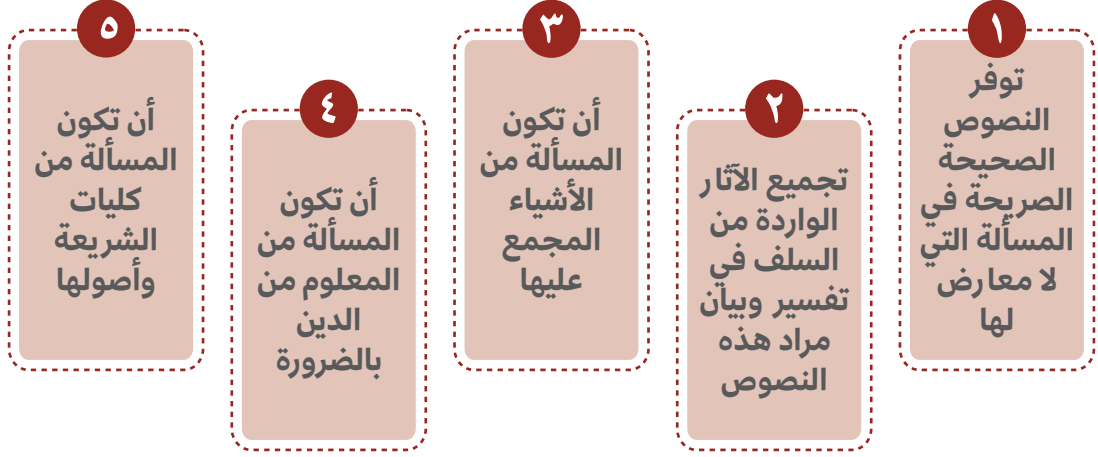 ١
توفر
النصوص
الصحيحة
الصريحة في
المسألة التي
لا معارض
لها
٢
تجميع الآثار
الواردة من
السلف في
تفسير وبيان
مراد هذه
النصوص
٣
أن تكون
المسألة من
الأشياء
المجمع
عليها
٤
أن تكون
المسألة من
المعلوم من
الدين
بالضرورة
٥
أن تكون
المسألة من
كليات
الشريعة
وأصولها